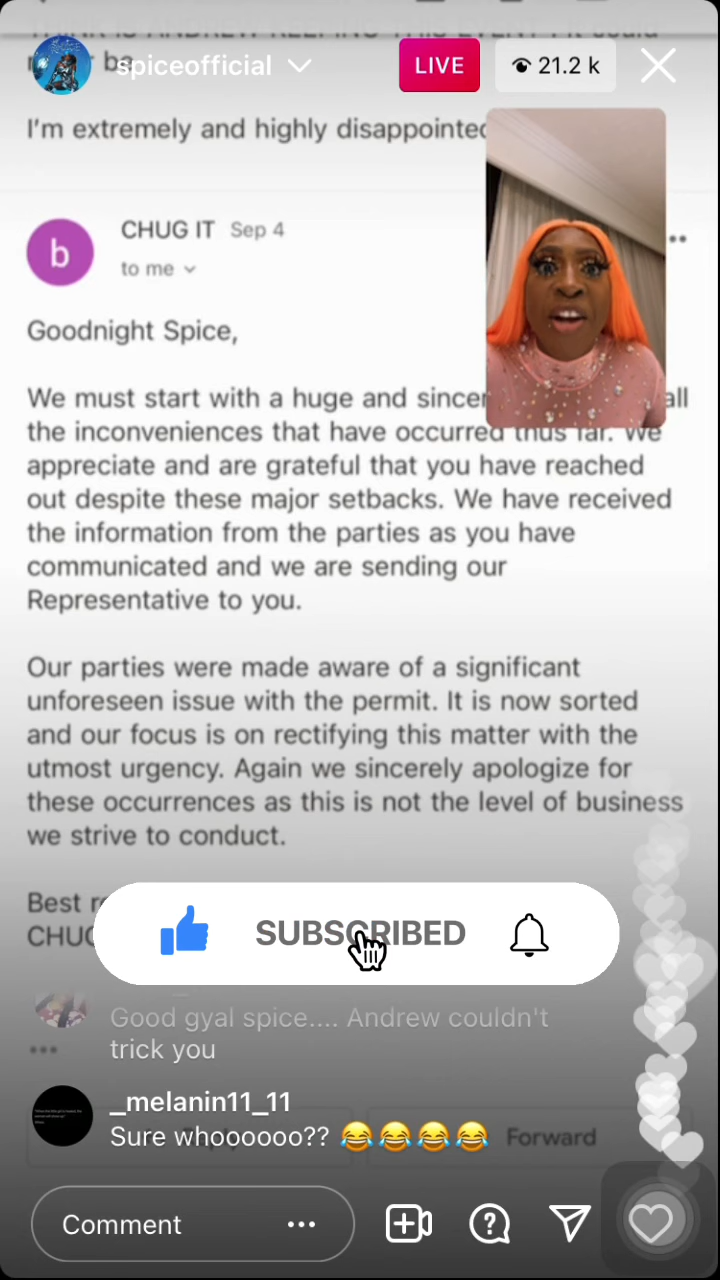 spiceofficial
LIVE
21.2 k
I'm extremely and highly disappointed
b
CHUG IT Sep 4
to me
Goodnight Spice,
We must start with a huge and all
the inconveniences that have occurred thus far. We
appreciate and are grateful that you have reached
out despite these major setbacks. We have received
the information from the parties as you have
communicated and we are sending our
Representative to you.
Our parties were made aware of a significant
unforeseen issue with the permit. It is now sorted
and our focus is on rectifying this matter with the
utmost urgency. Again we sincerely apologize for
these occurrences as this is not the level of business
we strive to conduct.
Best
CHUG
SUBSCRIBED
Good gyal spice.... Andrew couldn't
trick you
_melanin11_11
Sure whoooooo?? 😂😂😂😂
Forward
Comment